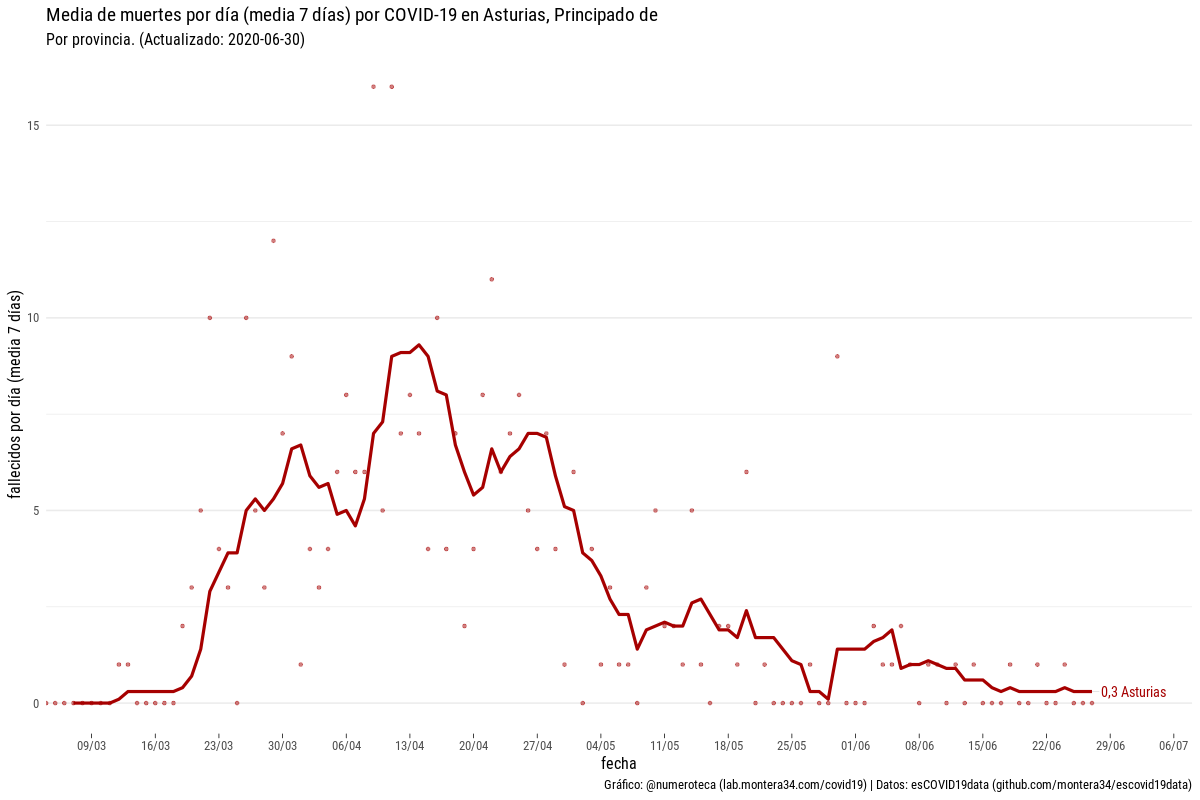 Media de muertes por día (media 7 días) por COVID-19 en Asturias, Principado de
Por provincia. (Actualizado: 2020-06-30)
fallecidos por día (media 7 días)
15
10
5
0
0,3 Asturias
09/03 16/03 23/03 30/03 06/04 13/04 20/04 27/04 04/05 11/05 18/05 25/05 01/06 08/06 15/06 22/06 29/06 06/07
fecha
Gráfico: @numeroteca (lab.montera34.com/covid19) | Datos: esCOVID19data (github.com/montera34/escovid19data)